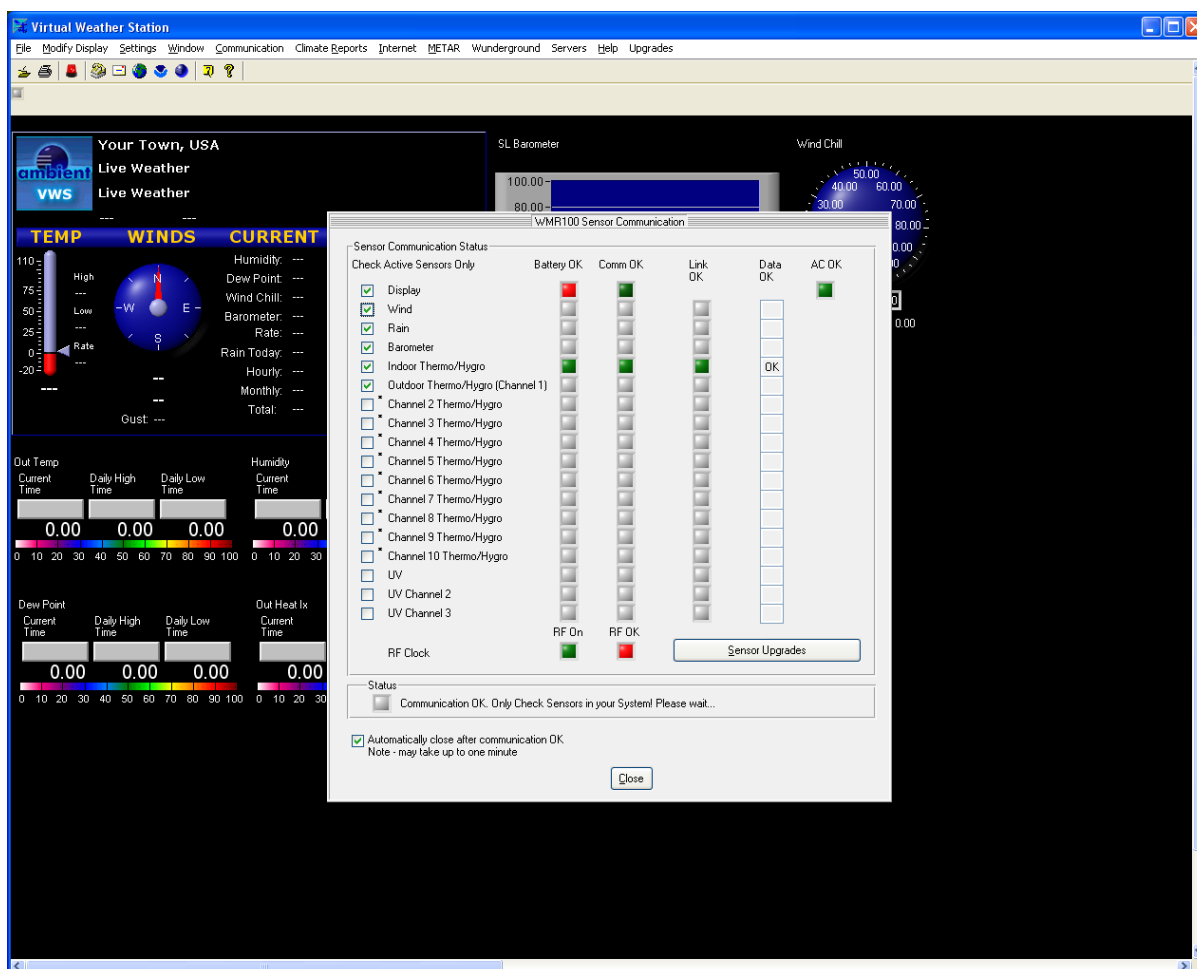 Virtual Weather Station
File Modify Display Settings Window Communication Climate Reports Internet METAR Wunderground Servers Help Upgrades
ambient
VWS
Your Town, USA
Live Weather
Live Weather
--- ---
TEMP WINDS CURRENT
110
75
50
25
0
-20
High
---
Low
---
Rate
---
---
N
W E
S
--
--
Gust: ---
Humidity: ---
Dew Point: ---
Wind Chill: ---
Barometer: ---
Rate: ---
Rain Today: ---
Hourly: ---
Monthly: ---
Total: ---
SL Barometer
100.00
80.00
Wind Chill
50.00
40.00 60.00
30.00 70.00
80.00
0.00
WMR100 Sensor Communication
Sensor Communication Status
Check Active Sensors Only Battery OK Comm OK Link OK Data OK AC OK
Display
Wind
Rain
Barometer
Indoor Thermo/Hygro OK
Outdoor Thermo/Hygro (Channel 1)
* Channel 2 Thermo/Hygro
* Channel 3 Thermo/Hygro
* Channel 4 Thermo/Hygro
* Channel 5 Thermo/Hygro
* Channel 6 Thermo/Hygro
* Channel 7 Thermo/Hygro
* Channel 8 Thermo/Hygro
* Channel 9 Thermo/Hygro
* Channel 10 Thermo/Hygro
UV
UV Channel 2
UV Channel 3
RF On RF OK
RF Clock
Sensor Upgrades
Status
Communication OK. Only Check Sensors in your System! Please wait...
Automatically close after communication OK
Note - may take up to one minute
Close
Out Temp
Current Time Daily High Time Daily Low Time
0.00 0.00 0.00
0 10 20 30 40 50 60 70 80 90 100
Humidity
Current Time
0.00
0 10 20 30
Dew Point
Current Time Daily High Time Daily Low Time
0.00 0.00 0.00
0 10 20 30 40 50 60 70 80 90 100
Out Heat Ix
Current Time
0.00
0 10 20 30